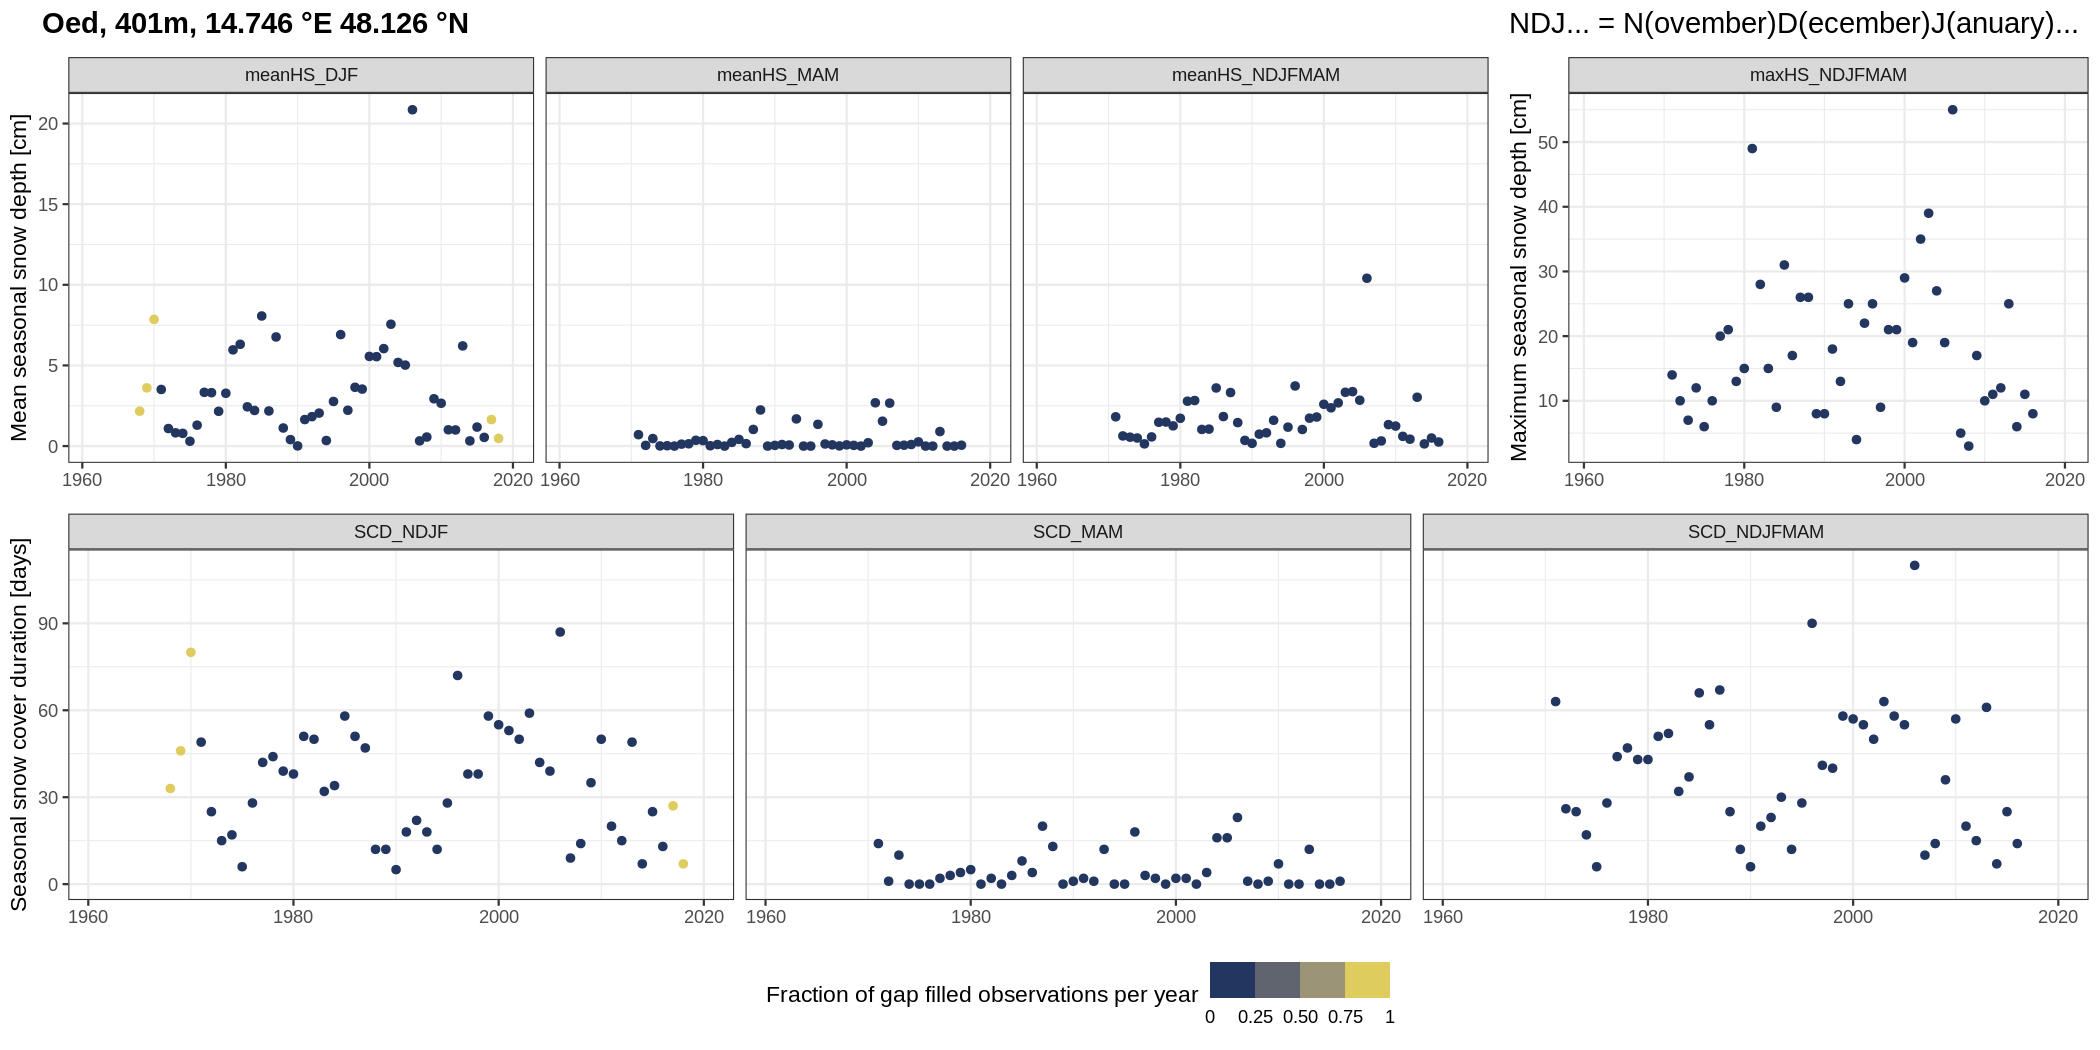 Oed, 401m, 14.746 °E 48.126 °N
NDJ... = N(ovember)D(ecember)J(anuary)...
meanHS_DJF
meanHS_MAM
meanHS_NDJFMAM
maxHS_NDJFMAM
Mean seasonal snow depth [cm]
20
15
10
5
0
1960 1980 2000 2020
1960 1980 2000 2020
1960 1980 2000 2020
Maximum seasonal snow depth [cm]
50
40
30
20
10
1960 1980 2000 2020
SCD_NDJF
SCD_MAM
SCD_NDJFMAM
Seasonal snow cover duration [days]
90
60
30
0
1960 1980 2000 2020
1960 1980 2000 2020
1960 1980 2000 2020
Fraction of gap filled observations per year
0 0.25 0.50 0.75 1